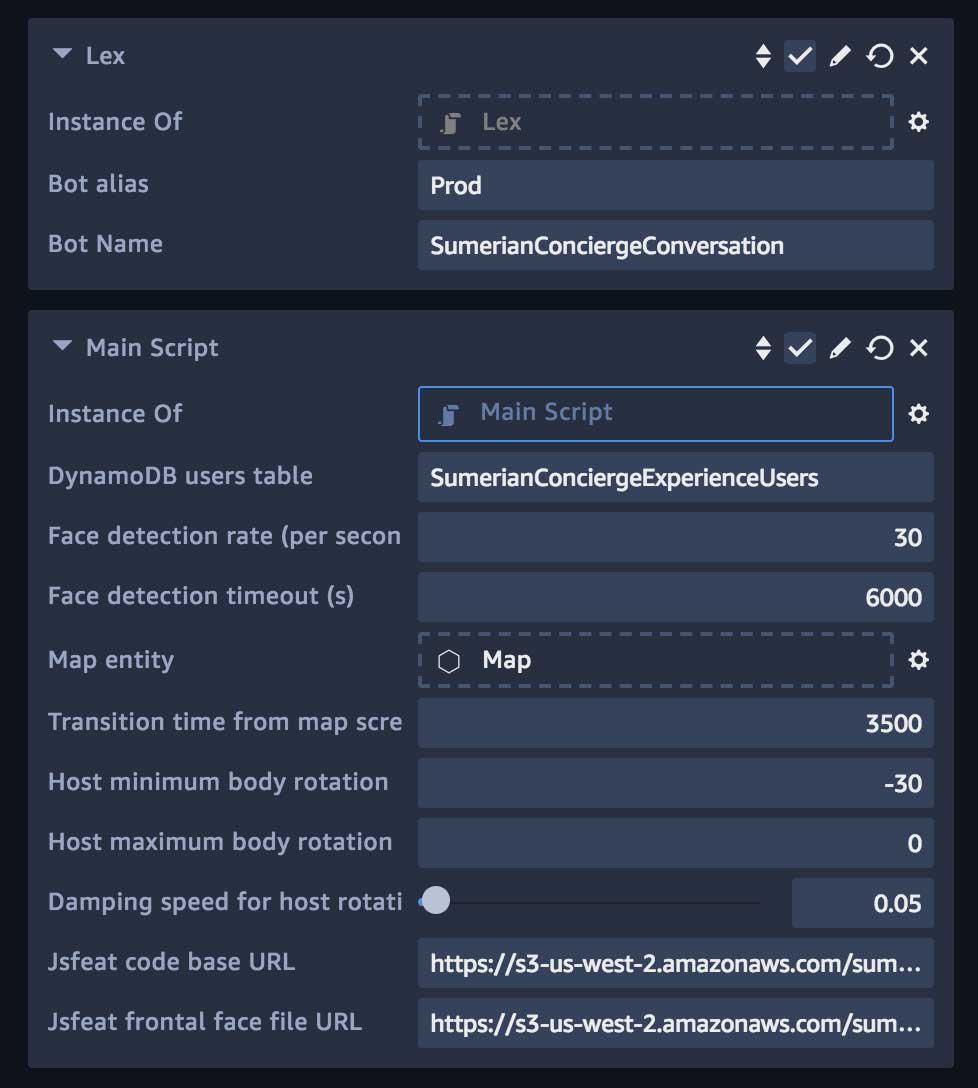 Lex
Instance Of Lex
Bot alias Prod
Bot Name SumerianConciergeConversation
Main Script
Instance Of Main Script
DynamoDB users table SumerianConciergeExperienceUsers
Face detection rate (per secon 30
Face detection timeout (s) 6000
Map entity Map
Transition time from map scre 3500
Host minimum body rotation -30
Host maximum body rotation 0
Damping speed for host rotati 0.05
Jsfeat code base URL https://s3-us-west-2.amazonaws.com/sum...
Jsfeat frontal face file URL https://s3-us-west-2.amazonaws.com/sum...